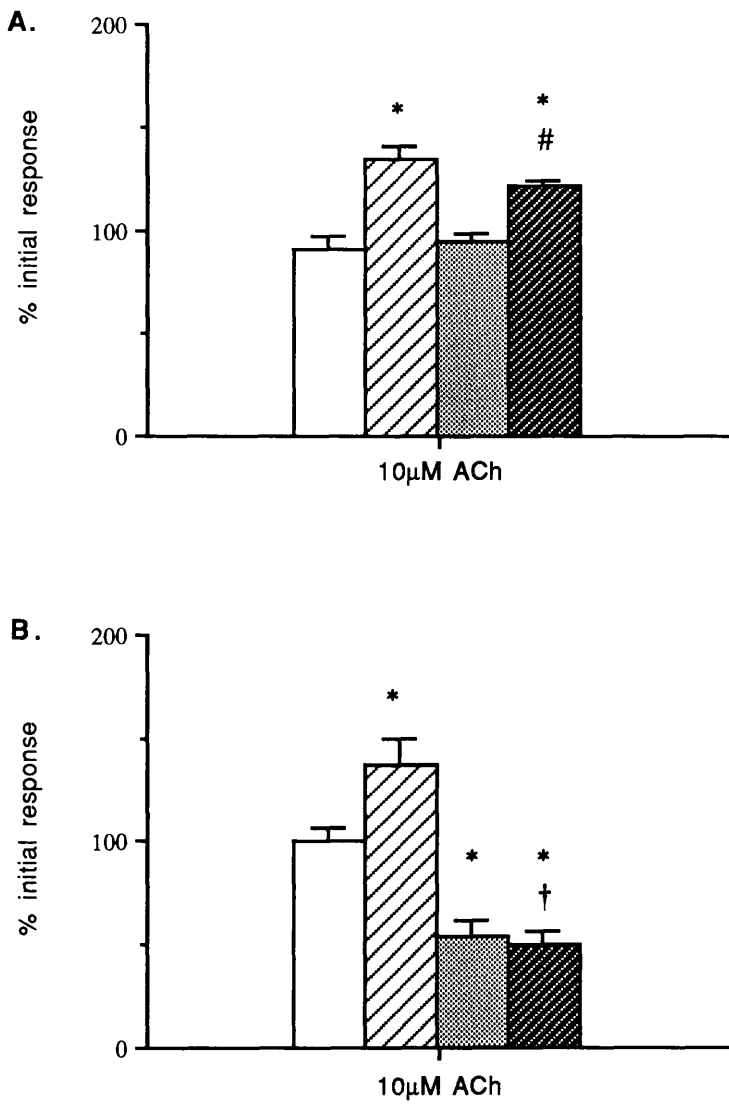 A.
200
% initial response
*
*
#
100
0
10µM ACh
B.
200
% initial response
*
100
*
*
†
0
10µM ACh